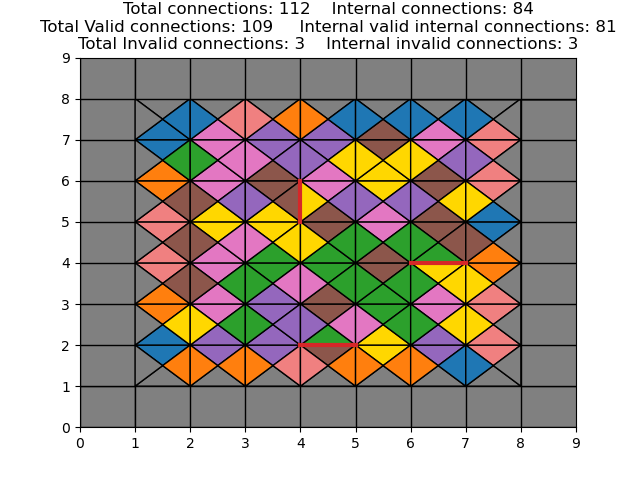 Total connections: 112    Internal connections: 84
Total Valid connections: 109    Internal valid internal connections: 81
Total Invalid connections: 3    Internal invalid connections: 3
9
8
7
6
5
4
3
2
1
0
0 1 2 3 4 5 6 7 8 9